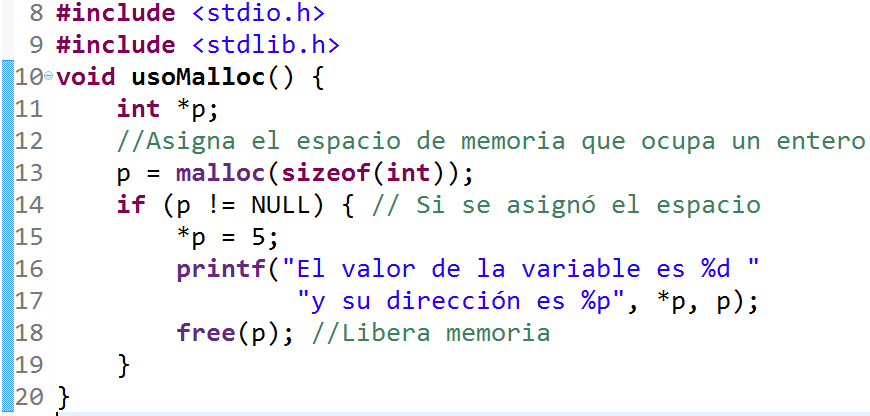 8 #include <stdio.h>
9 #include <stdlib.h>
10 void usoMalloc() {
11     int *p;
12     //Asigna el espacio de memoria que ocupa un entero
13     p = malloc(sizeof(int));
14     if (p != NULL) { // Si se asignó el espacio
15         *p = 5;
16         printf("El valor de la variable es %d "
17                 "y su dirección es %p", *p, p);
18         free(p); //Libera memoria
19     }
20 }